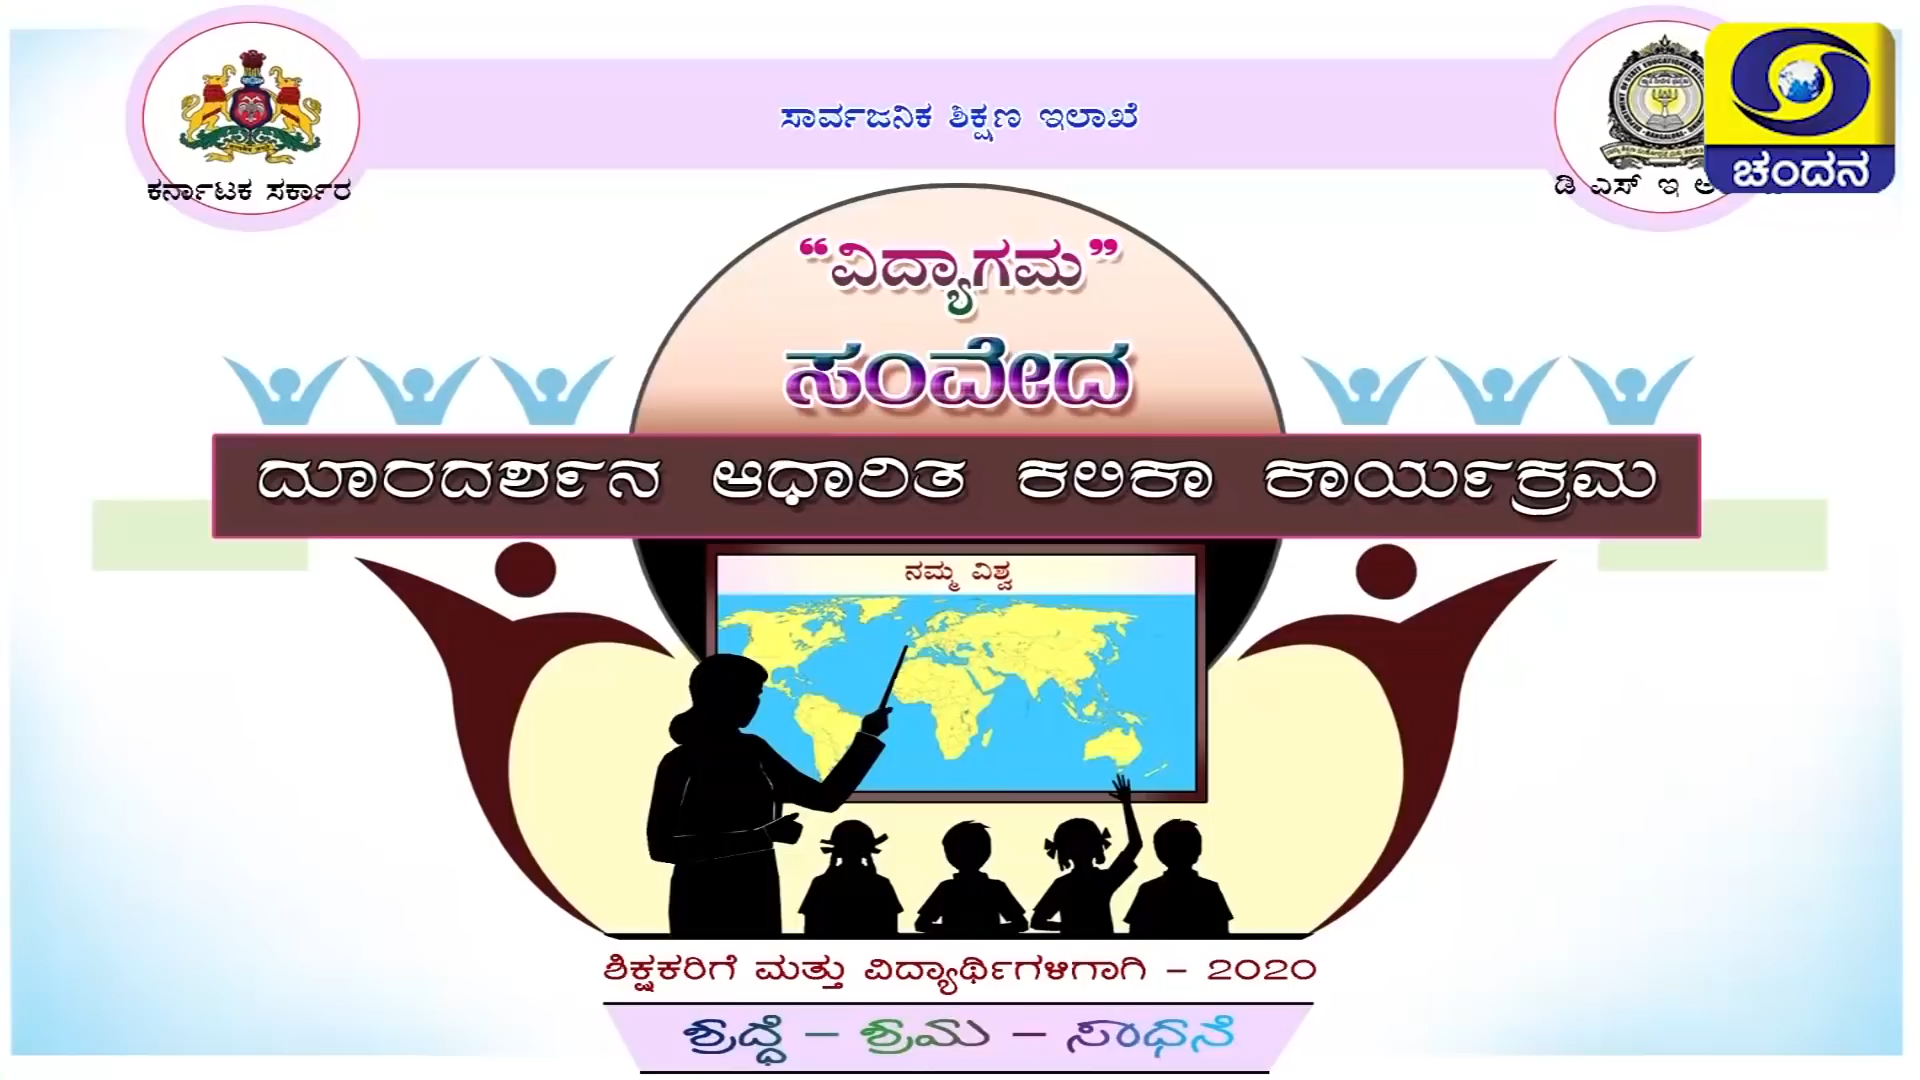 ಸಾರ್ವಜನಿಕ ಶಿಕ್ಷಣ ಇಲಾಖೆ
ಕರ್ನಾಟಕ ಸರ್ಕಾರ
ಡಿ ಎಸ್ ಇ
ಚಂದನ
“ವಿದ್ಯಾಗಮ”
ಸಂವೇದ
ದೂರದರ್ಶನ ಆಧಾರಿತ ಕಲಿಕಾ ಕಾರ್ಯಕ್ರಮ
ನಮ್ಮ ವಿಶ್ವ
ಶಿಕ್ಷಕರಿಗೆ ಮತ್ತು ವಿದ್ಯಾರ್ಥಿಗಳಿಗಾಗಿ – 2020
ಶ್ರದ್ಧೆ – ಶ್ರಮ – ಸಾಧನೆ